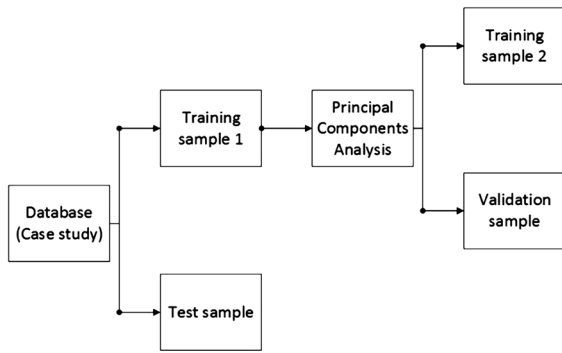 Database
(Case study)
Training
sample 1
Test sample
Principal
Components
Analysis
Training
sample 2
Validation
sample